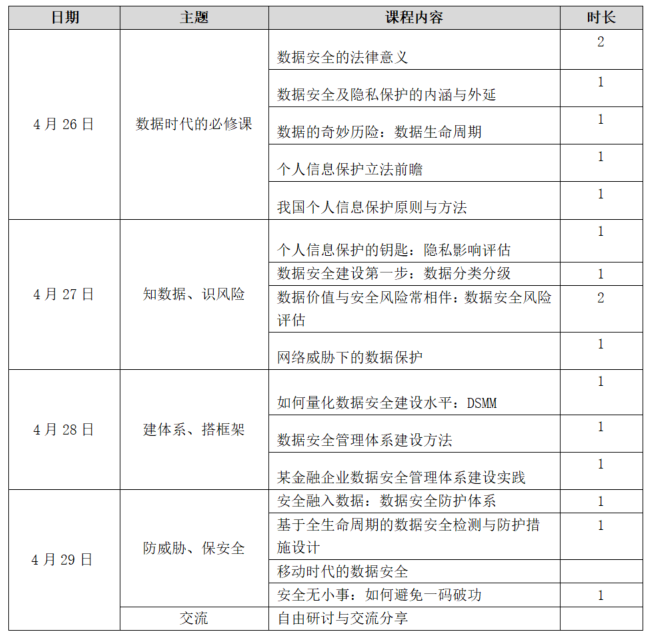 日期 主题 课程内容 时长
4月26日 数据时代的必修课 数据安全的法律意义 2
数据安全及隐私保护的内涵与外延 1
数据的奇妙历险：数据生命周期 1
个人信息保护立法前瞻 1
我国个人信息保护原则与方法 1
4月27日 知数据、识风险 个人信息保护的钥匙：隐私影响评估 1
数据安全建设第一步：数据分类分级 1
数据价值与安全风险常相伴：数据安全风险 2
评估
网络威胁下的数据保护 1
4月28日 建体系、搭框架 如何量化数据安全建设水平：DSMM 1
数据安全管理体系建设方法 1
某金融企业数据安全管理体系建设实践 1
4月29日 防威胁、保安全 安全融入数据：数据安全防护体系 1
基于全生命周期的数据安全检测与防护措 1
施设计
移动时代的数据安全
安全无小事：如何避免一码破功 1
交流 自由研讨与交流分享